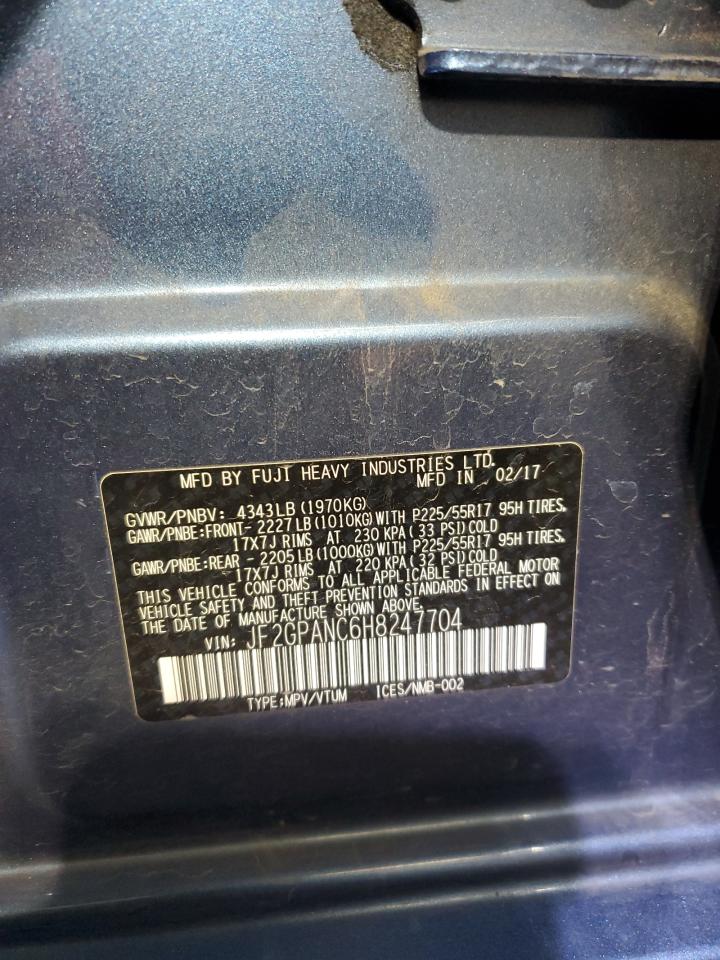 MFD BY FUJI HEAVY INDUSTRIES LTD.
MFD IN 02/17
GVWR/PNBV: 4343LB (1970KG)
GAWR/PNBE:FRONT- 2227LB (1010KG) WITH P225/55R17 95H TIRES,
17X7J RIMS AT 230 KPA (33 PSI) COLD
GAWR/PNBE:REAR - 2205LB (1000KG) WITH P225/55R17 95H TIRES,
17X7J RIMS AT 220 KPA (32 PSI) COLD
THIS VEHICLE CONFORMS TO ALL APPLICABLE FEDERAL MOTOR
VEHICLE SAFETY AND THEFT PREVENTION STANDARDS IN EFFECT ON
THE DATE OF MANUFACTURE SHOWN ABOVE.
VIN: JF2GPANC6H8247704
TYPE:MPV/VTUM ICES/NMB-002